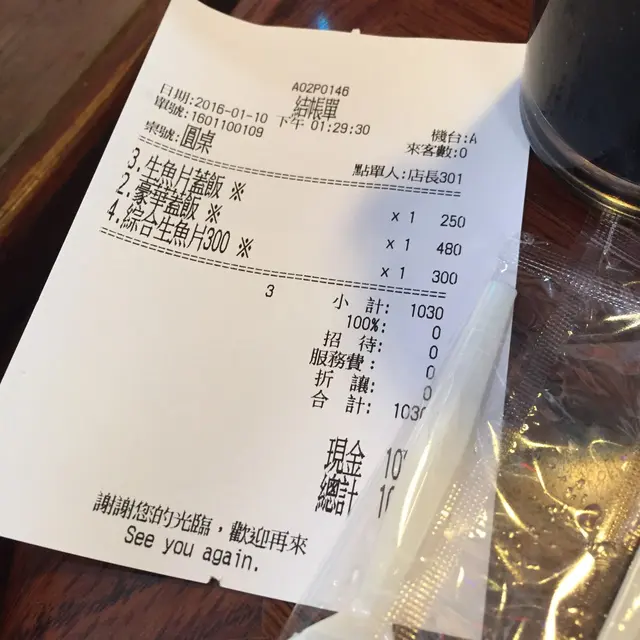 A02P0146
結帳單
日期:2016-01-10 下午 01:29:30 機台:A
單號:1601100109 來客數:0
桌號:圓桌 點單人:店長301
3.生魚片蓋飯 ※ x 1 250
2.豪華蓋飯 ※ x 1 480
4.綜合生魚片300 ※ x 1 300
3 小 計: 1030
100%: 0
招 待: 0
服務費: 0
折 讓: 0
合 計: 1030
現金
總計
謝謝您的光臨,歡迎再來
See you again.